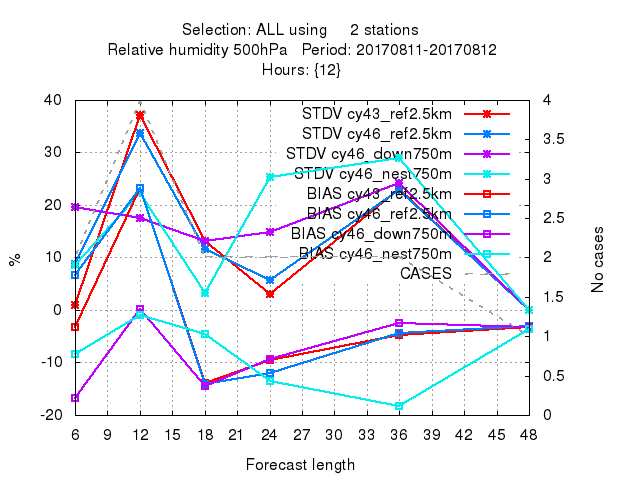 Selection: ALL using 2 stations
Relative humidity 500hPa Period: 20170811-20170812
Hours: {12}
40 4
STDV cy43_ref2.5km
STDV cy46_ref2.5km
3.5
30
STDV cy46_down750m
STDV cy46_nest750m
3
BIAS cy43_ref2.5km
20
BIAS cy46_ref2.5km
2.5
BIAS cy46_down750m
10
BIAS cy46_nest750m
2
CASES
1.5
0
1
-10
0.5
-20 0
6 9 12 15 18 21 24 27 30 33 36 39 42 45 48
Forecast length
%
No cases